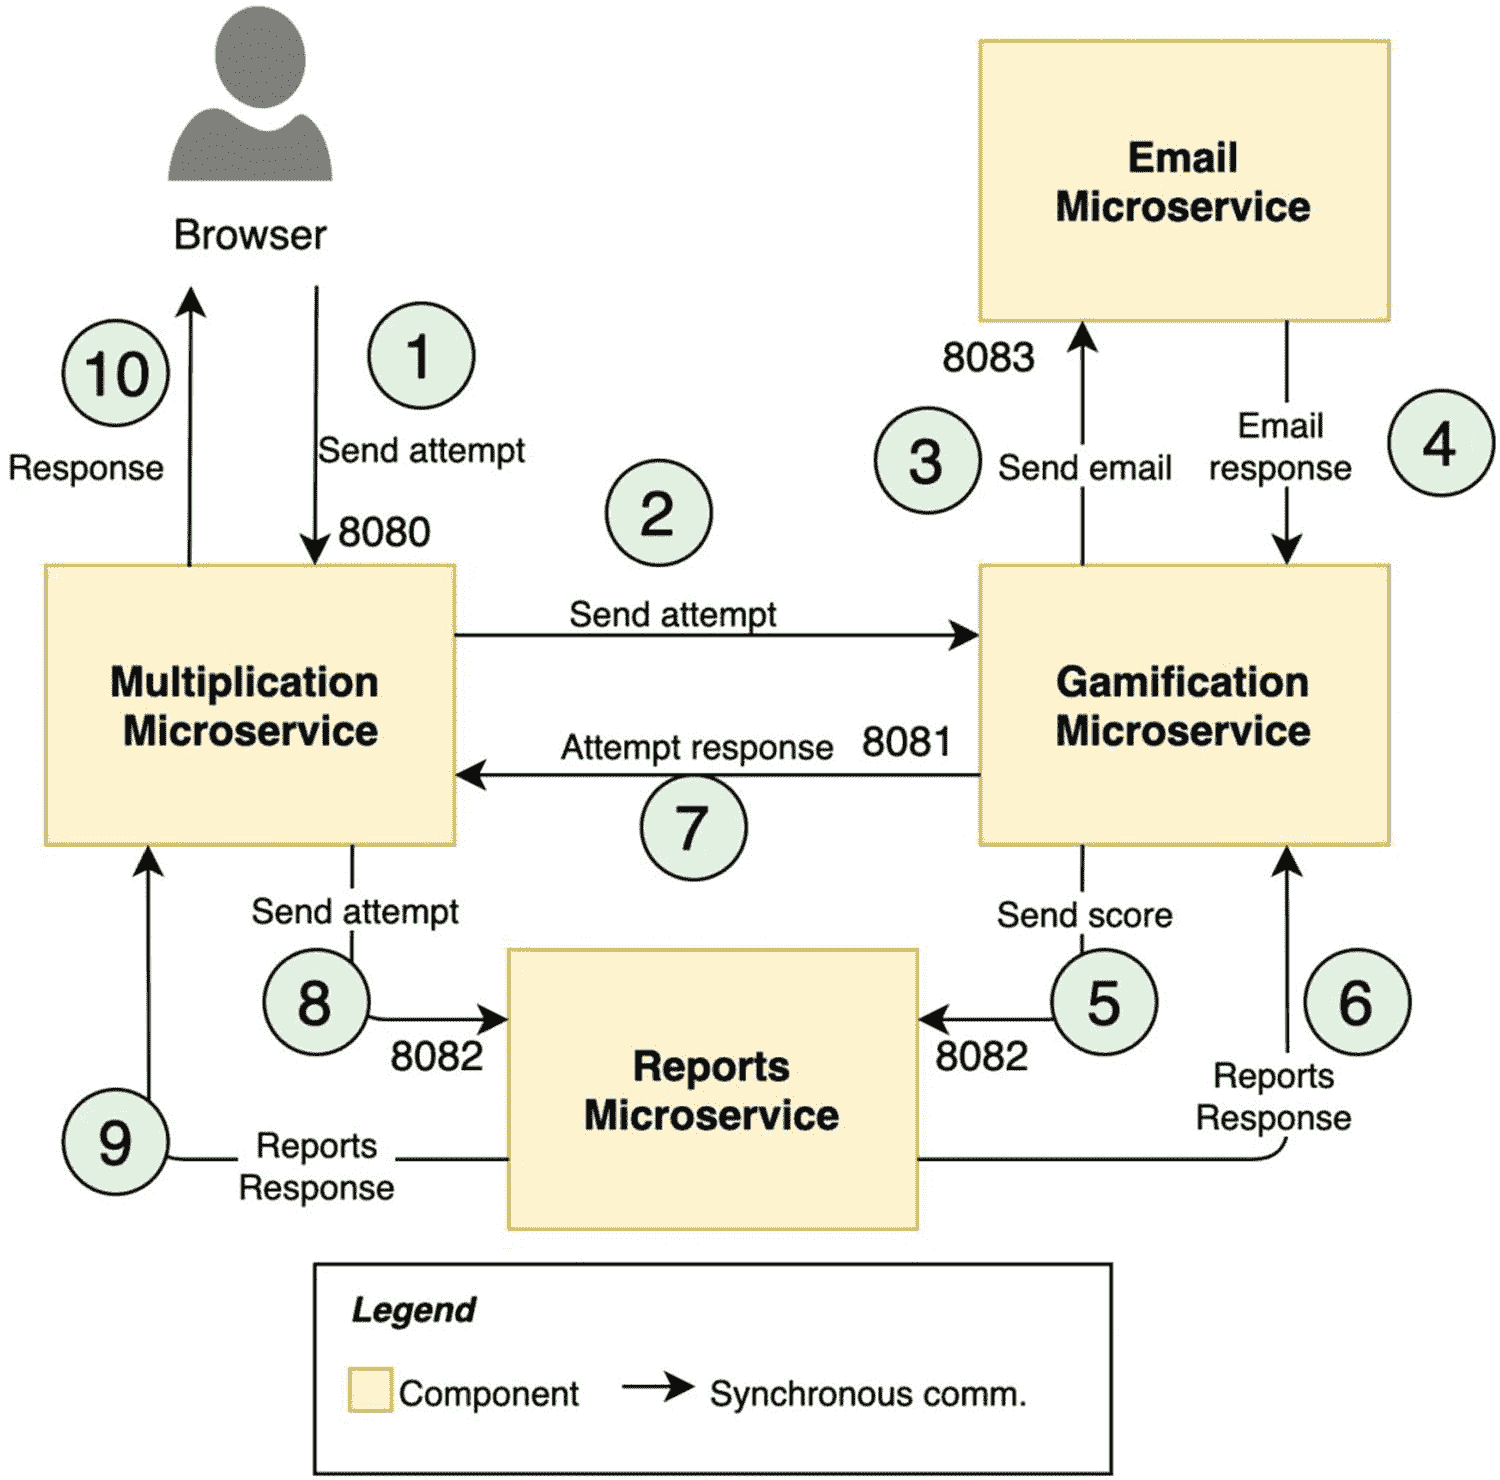 Browser
Email
Microservice
10
1
Response
Send attempt
8080
8083
3
Send email
Email
response
4
2
Send attempt
Multiplication
Microservice
Gamification
Microservice
Attempt response
8081
7
Send attempt
8
8082
Send score
5
8082
6
Reports
Microservice
Reports
Response
9
Reports
Response
Legend
Component
Synchronous comm.